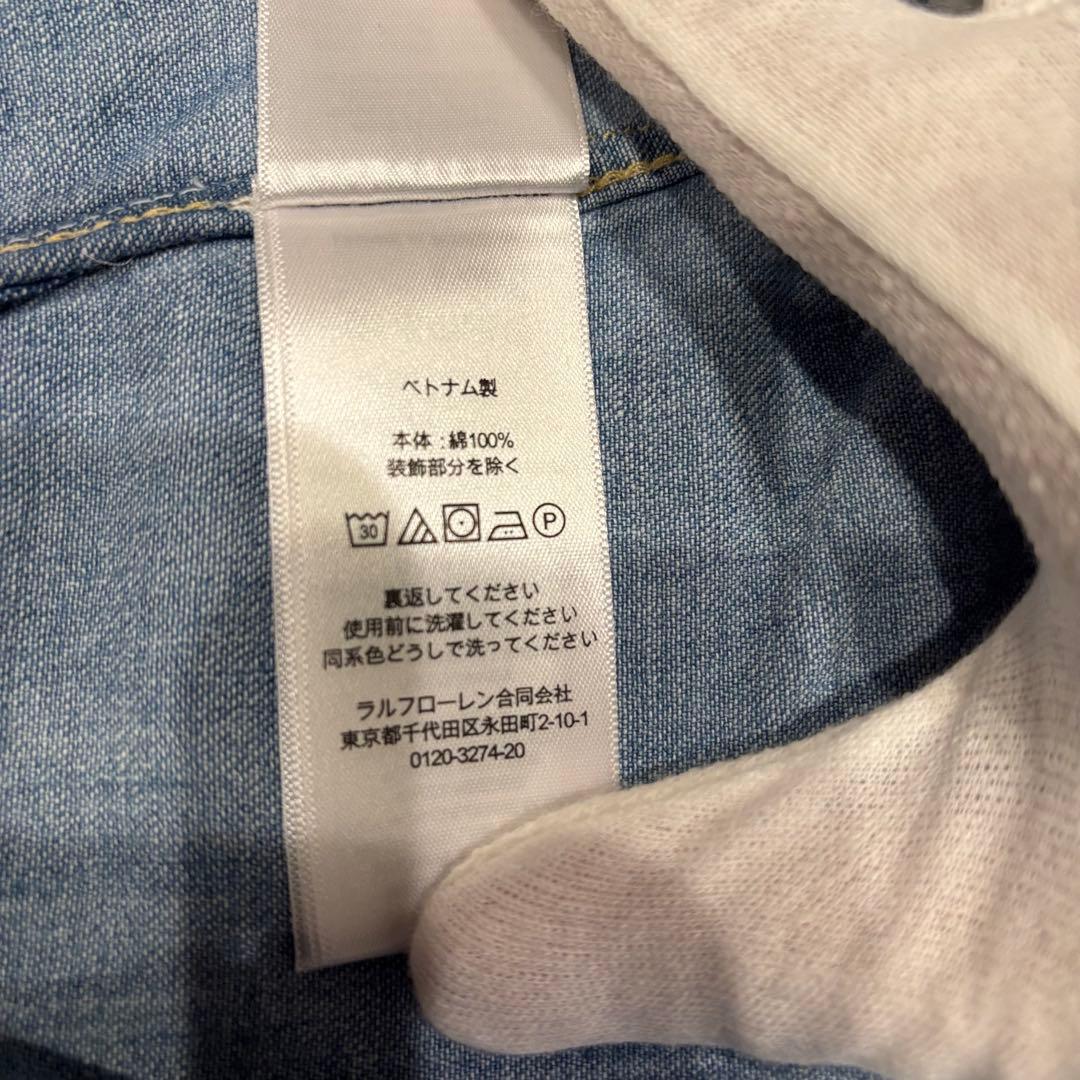 ベトナム製
本体:綿100%
装飾部分を除く
30 P
裏返してください
使用前に洗濯してください
同系色どうしで洗ってください
ラルフローレン合同会社
東京都千代田区永田町2-10-1
0120-3274-20